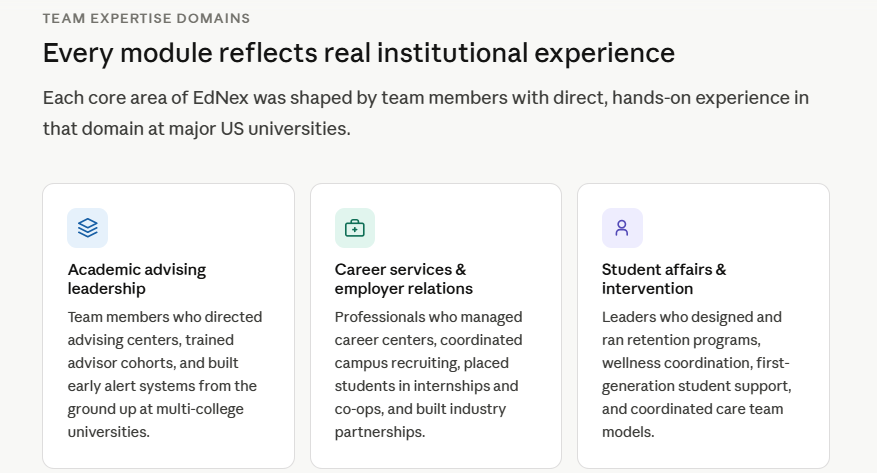 TEAM EXPERTISE DOMAINS
Every module reflects real institutional experience
Each core area of EdNex was shaped by team members with direct, hands-on experience in
that domain at major US universities.
Academic advising
leadership
Team members who directed
advising centers, trained
advisor cohorts, and built
early alert systems from the
ground up at multi-college
universities.
Career services &
employer relations
Professionals who managed
career centers, coordinated
campus recruiting, placed
students in internships and
co-ops, and built industry
partnerships.
Student affairs &
intervention
Leaders who designed and
ran retention programs,
wellness coordination, first-
generation student support,
and coordinated care team
models.